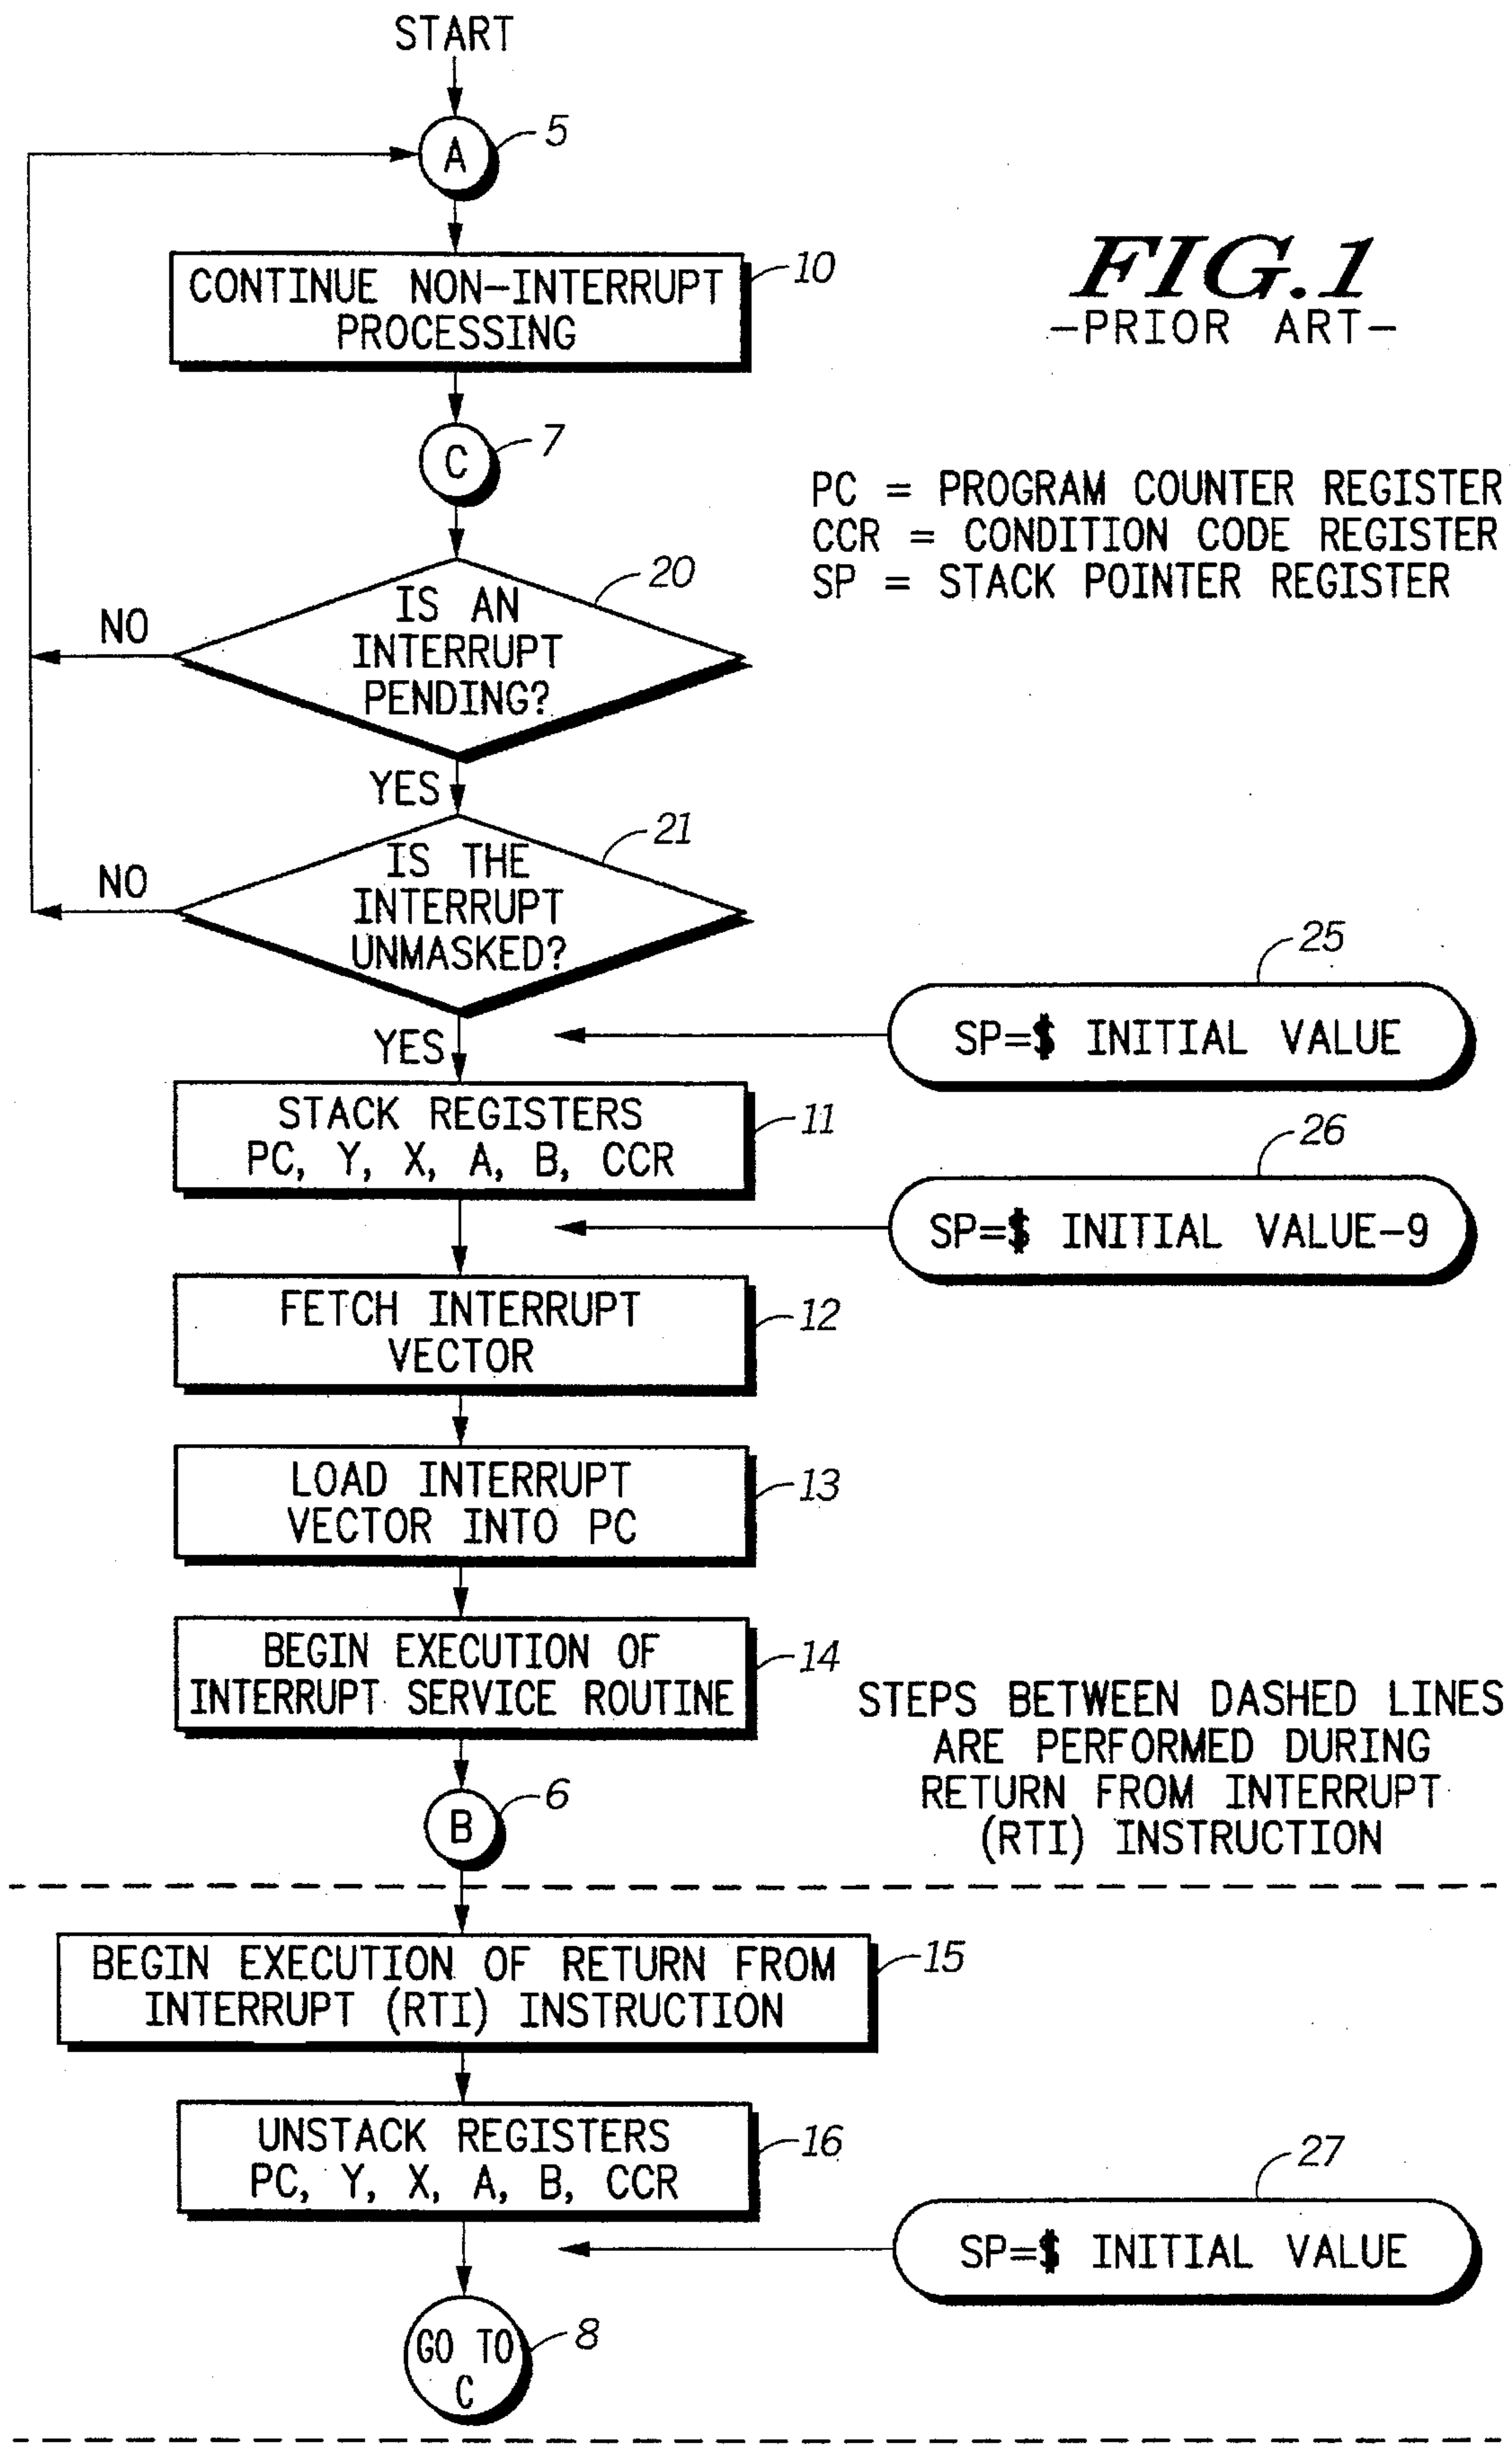 START
A
5
CONTINUE NON-INTERRUPT
PROCESSING
10
FIG.1
-PRIOR ART-
C
7
PC = PROGRAM COUNTER REGISTER
CCR = CONDITION CODE REGISTER
SP = STACK POINTER REGISTER
IS AN
INTERRUPT
PENDING?
20
NO
YES
IS THE
INTERRUPT
UNMASKED?
21
NO
YES
SP=$ INITIAL VALUE
25
STACK REGISTERS
PC, Y, X, A, B, CCR
11
SP=$ INITIAL VALUE-9
26
FETCH INTERRUPT
VECTOR
12
LOAD INTERRUPT
VECTOR INTO PC
13
BEGIN EXECUTION OF
INTERRUPT SERVICE ROUTINE
14
STEPS BETWEEN DASHED LINES
ARE PERFORMED DURING
RETURN FROM INTERRUPT
(RTI) INSTRUCTION
B
6
BEGIN EXECUTION OF RETURN FROM
INTERRUPT (RTI) INSTRUCTION
15
UNSTACK REGISTERS
PC, Y, X, A, B, CCR
16
SP=$ INITIAL VALUE
27
GO TO
C
8